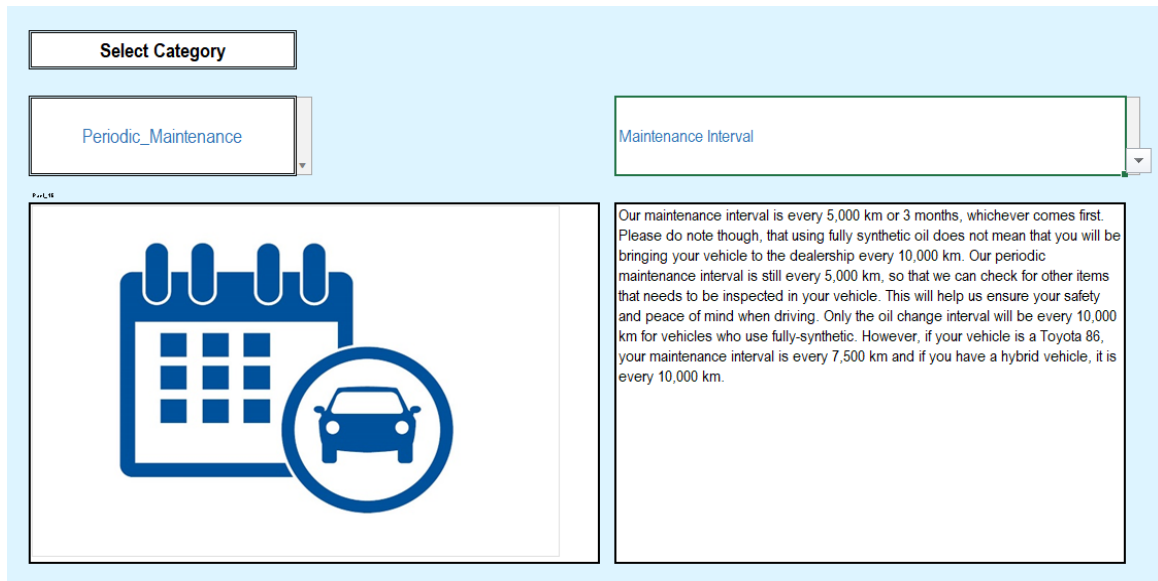 Select Category
Periodic_Maintenance
Maintenance Interval
Our maintenance interval is every 5,000 km or 3 months, whichever comes first.
Please do note though, that using fully synthetic oil does not mean that you will be
bringing your vehicle to the dealership every 10,000 km. Our periodic
maintenance interval is still every 5,000 km, so that we can check for other items
that needs to be inspected in your vehicle. This will help us ensure your safety
and peace of mind when driving. Only the oil change interval will be every 10,000
km for vehicles who use fully-synthetic. However, if your vehicle is a Toyota 86,
your maintenance interval is every 7,500 km and if you have a hybrid vehicle, it is
every 10,000 km.